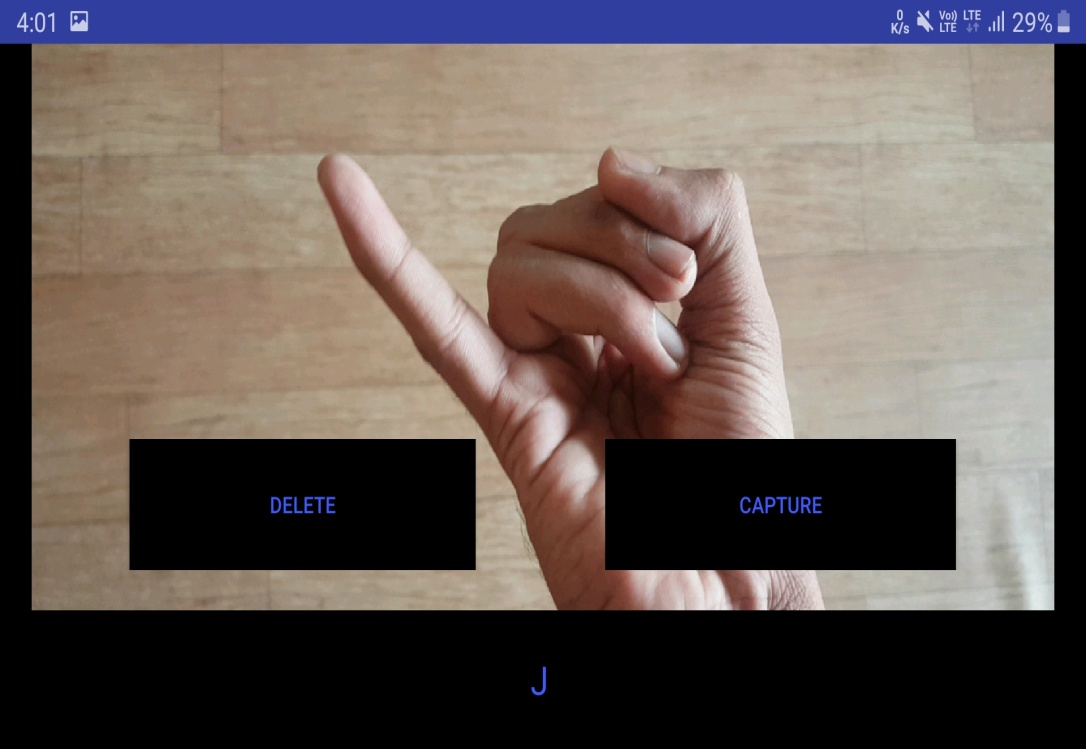 4:01 0 K/s Vo)) LTE LTE 29%
DELETE CAPTURE
J